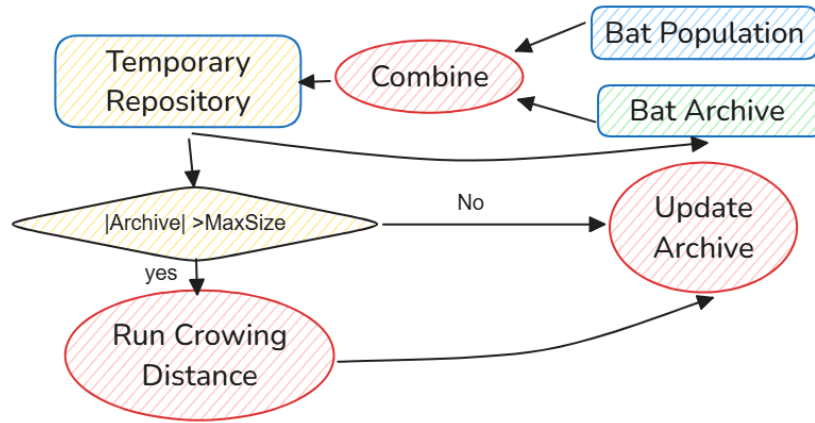 Bat Population
Combine
Temporary
Repository
Bat Archive
|Archive| >MaxSize
No
Update
Archive
yes
Run Crowing
Distance